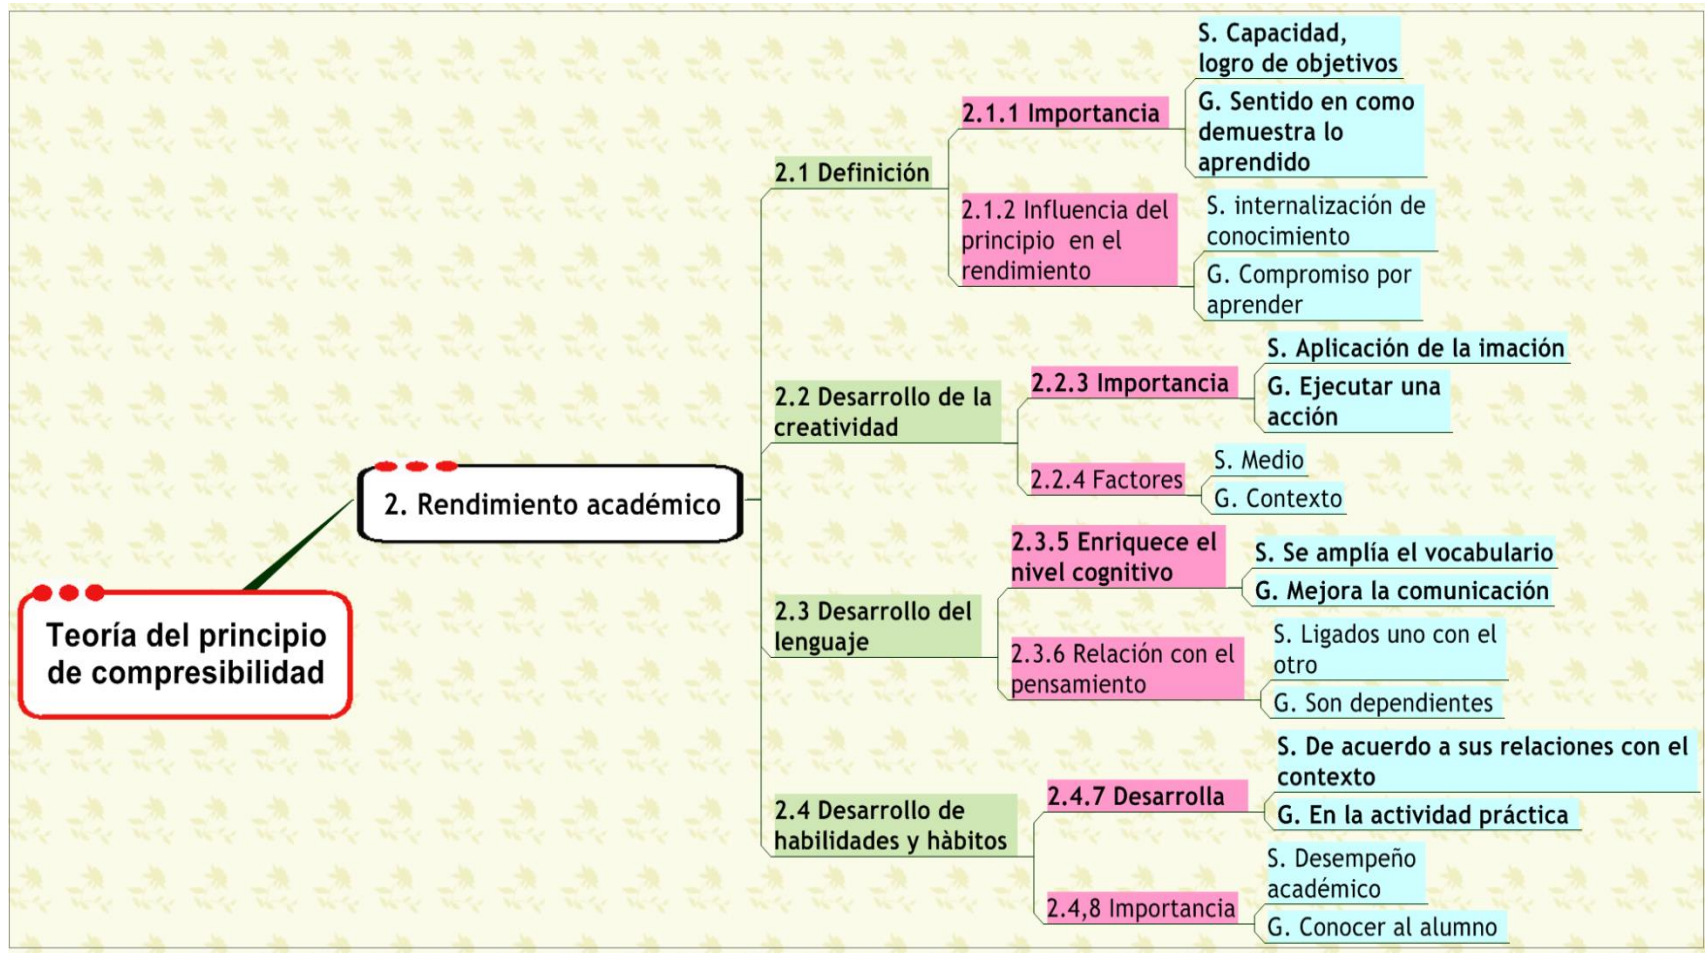 Teoría del principio
de compresibilidad
2. Rendimiento académico
2.1 Definición
2.1.1 Importancia
S. Capacidad,
logro de objetivos
G. Sentido en como
demuestra lo
aprendido
2.1.2 Influencia del
principio en el
rendimiento
S. internalización de
conocimiento
G. Compromiso por
aprender
2.2 Desarrollo de la
creatividad
2.2.3 Importancia
S. Aplicación de la imación
G. Ejecutar una
acción
2.2.4 Factores
S. Medio
G. Contexto
2.3 Desarrollo del
lenguaje
2.3.5 Enriquece el
nivel cognitivo
S. Se amplía el vocabulario
G. Mejora la comunicación
2.3.6 Relación con el
pensamiento
S. Ligados uno con el
otro
G. Son dependientes
2.4 Desarrollo de
habilidades y hàbitos
2.4.7 Desarrolla
S. De acuerdo a sus relaciones con el
contexto
G. En la actividad práctica
2.4,8 Importancia
S. Desempeño
académico
G. Conocer al alumno